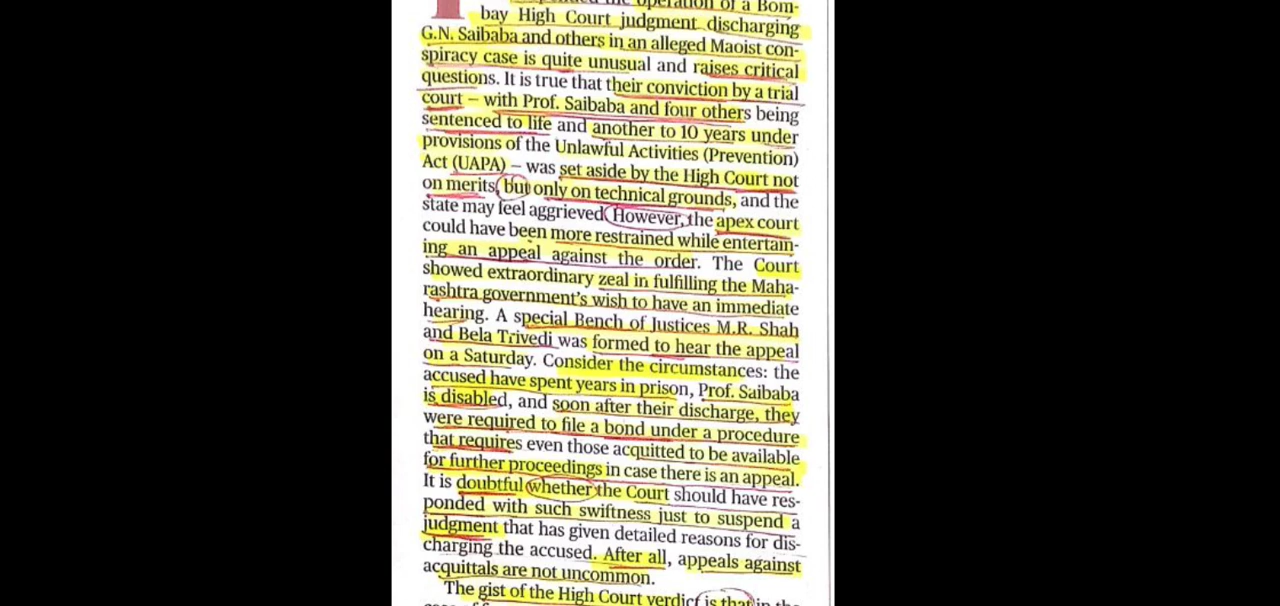 operation of a Bom-
bay High Court judgment discharging
G.N. Saibaba and others in an alleged Maoist con-
spiracy case is quite unusual and raises critical
questions. It is true that their conviction by a trial
court – with Prof. Saibaba and four others being
sentenced to life and another to 10 years under
provisions of the Unlawful Activities (Prevention)
Act (UAPA) – was set aside by the High Court not
on merits, but only on technical grounds, and the
state may feel aggrieved. However, the apex court
could have been more restrained while entertain-
ing an appeal against the order. The Court
showed extraordinary zeal in fulfilling the Maha-
rashtra government's wish to have an immediate
hearing. A special Bench of Justices M.R. Shah
and Bela Trivedi was formed to hear the appeal
on a Saturday. Consider the circumstances: the
accused have spent years in prison, Prof. Saibaba
is disabled, and soon after their discharge, they
were required to file a bond under a procedure
that requires even those acquitted to be available
for further proceedings in case there is an appeal.
It is doubtful whether the Court should have res-
ponded with such swiftness just to suspend a
judgment that has given detailed reasons for dis-
charging the accused. After all, appeals against
acquittals are not uncommon.
The gist of the High Court verdict is that in the